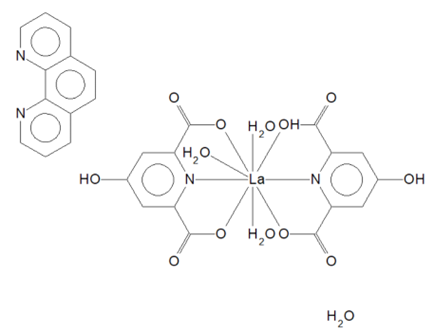 N
N
O O H₂O OH O
H₂O
HO N La N OH
O O H₂O O O
H₂O